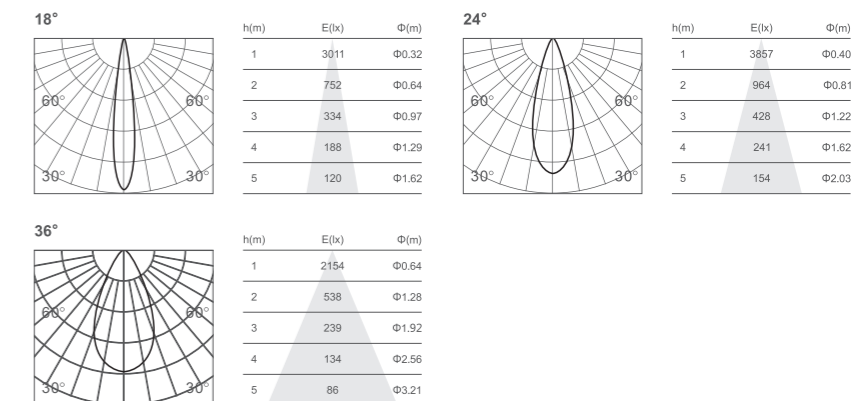 18°
60° 60°
30° 30°
h(m) E(lx) Φ(m)
1 3011 Φ0.32
2 752 Φ0.64
3 334 Φ0.97
4 188 Φ1.29
5 120 Φ1.62
24°
60° 60°
30° 30°
h(m) E(lx) Φ(m)
1 3857 Φ0.40
2 964 Φ0.81
3 428 Φ1.22
4 241 Φ1.62
5 154 Φ2.03
36°
60° 60°
30° 30°
h(m) E(lx) Φ(m)
1 2154 Φ0.64
2 538 Φ1.28
3 239 Φ1.92
4 134 Φ2.56
5 86 Φ3.21